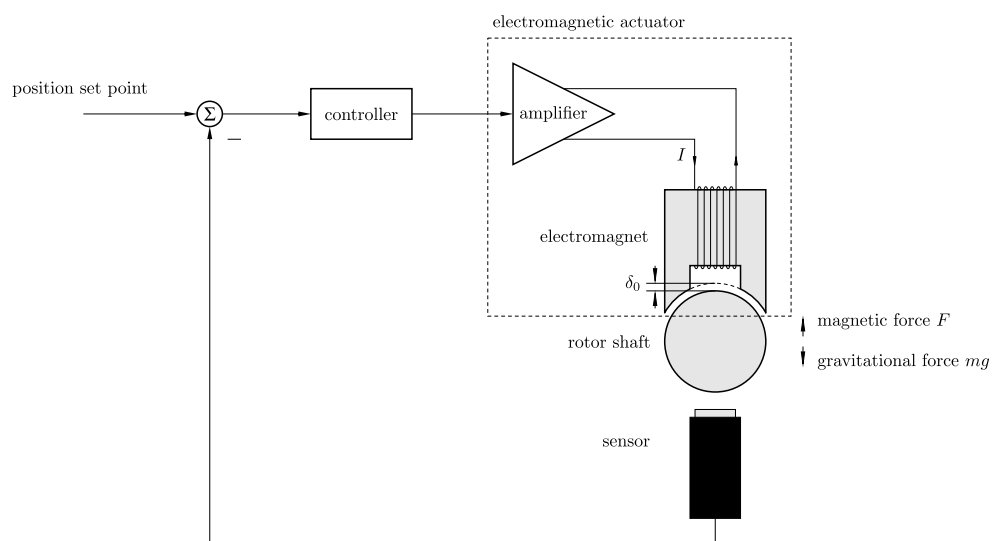 electromagnetic actuator
position set point
Σ
−
controller
amplifier
I
electromagnet
δ₀
magnetic force F
rotor shaft
gravitational force mg
sensor